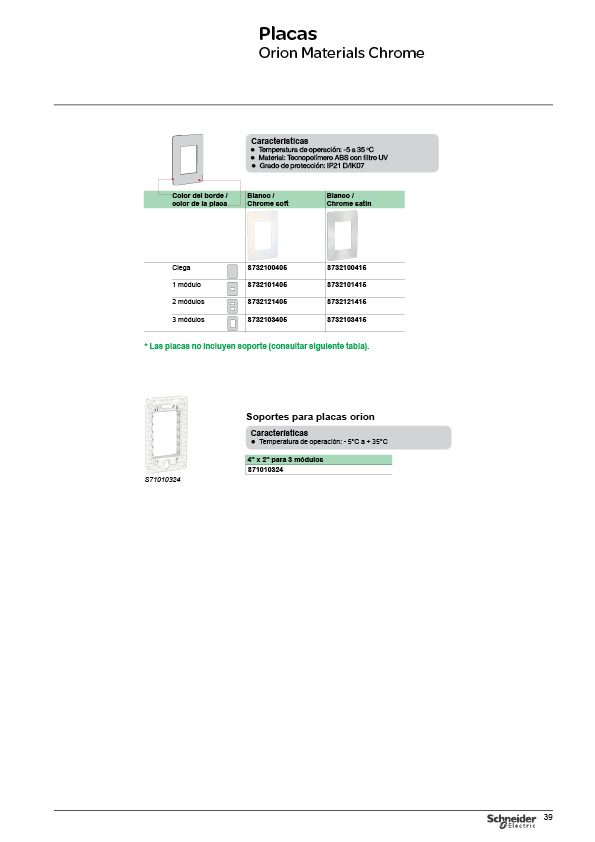 Placas
Orion Materials Chrome
Características
• Temperatura de operación: -5 a 35 °C
• Material: Tecnopolímero ABS con filtro UV
• Grado de protección: IP21 D/IK07
Color del borde / color de la placa
Blanco / Chrome soft
Blanco / Chrome satin
Ciega S732100405 S732100415
1 módulo S732101405 S732101415
2 módulos S732121405 S732121415
3 módulos S732103405 S732103415
* Las placas no incluyen soporte (consultar siguiente tabla).
Soportes para placas orion
Características
• Temperatura de operación: - 5°C a + 35°C
4" x 2" para 3 módulos
S71010324
S71010324
Schneider
Electric
39